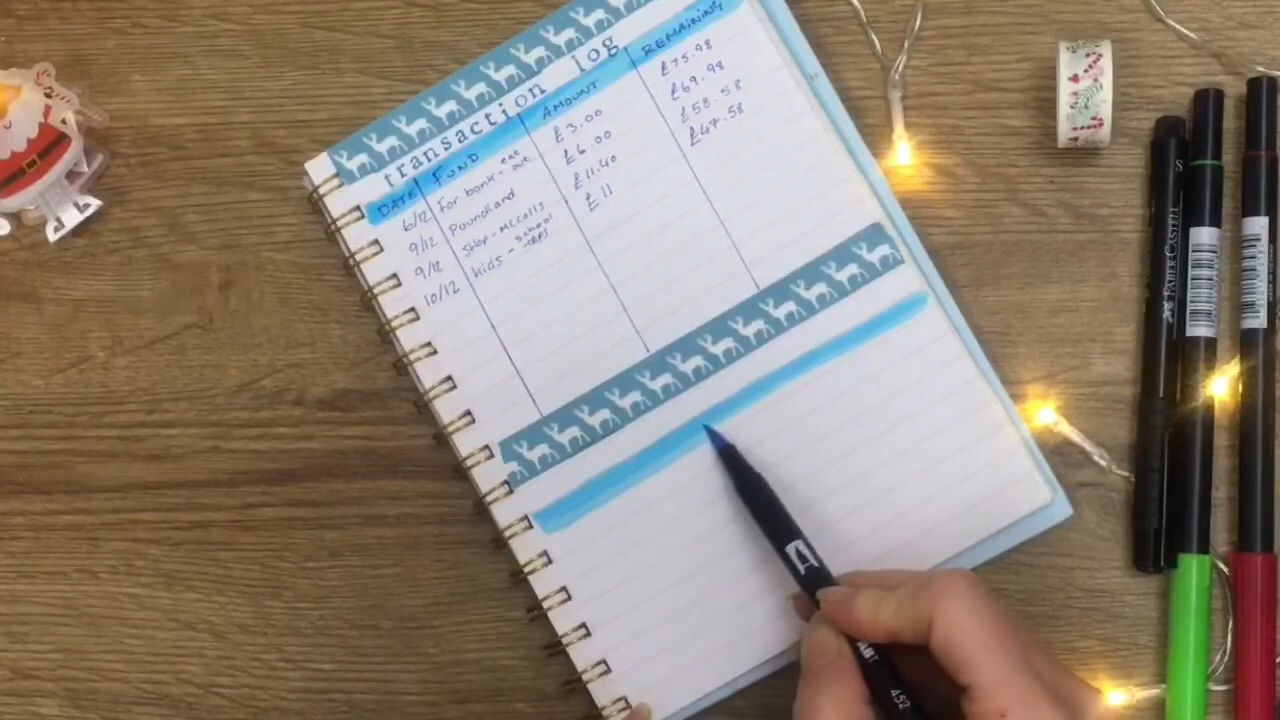 transaction log
DATE FUND AMOUNT REMAINING
6/12 For bank - eat out £3.00 £75.98
9/12 Poundland £6.00 £69.98
9/12 Shop - McColls £11.40 £58.58
10/12 kids - school £11 £47.58
FABER CASTELL
S
ABT
452